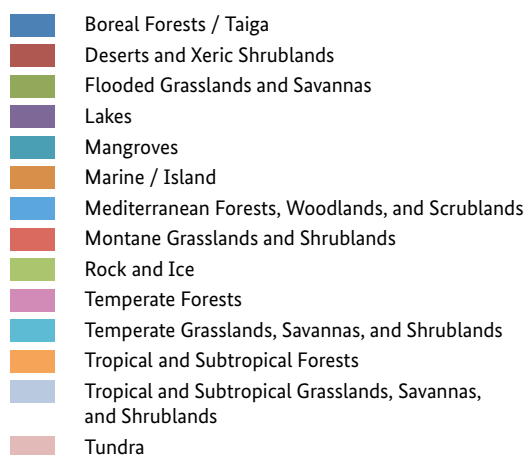 Boreal Forests / Taiga
Deserts and Xeric Shrublands
Flooded Grasslands and Savannas
Lakes
Mangroves
Marine / Island
Mediterranean Forests, Woodlands, and Scrublands
Montane Grasslands and Shrublands
Rock and Ice
Temperate Forests
Temperate Grasslands, Savannas, and Shrublands
Tropical and Subtropical Forests
Tropical and Subtropical Grasslands, Savannas,
and Shrublands
Tundra